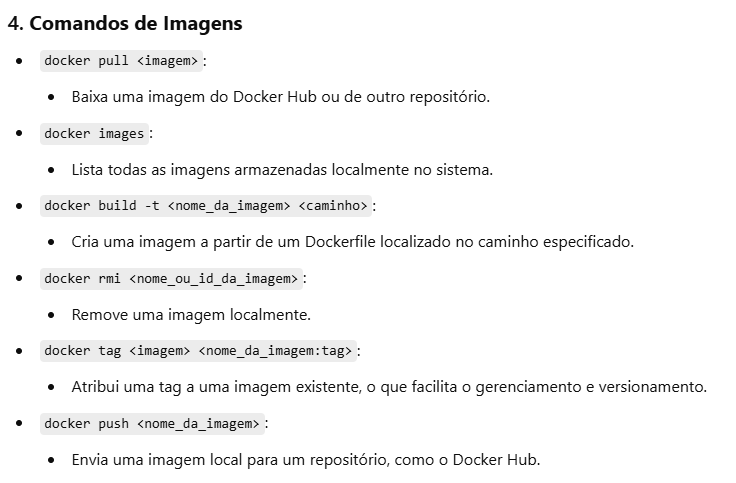 4. Comandos de Imagens
• docker pull <imagem>:
• Baixa uma imagem do Docker Hub ou de outro repositório.
• docker images:
• Lista todas as imagens armazenadas localmente no sistema.
• docker build -t <nome_da_imagem> <caminho>:
• Cria uma imagem a partir de um Dockerfile localizado no caminho especificado.
• docker rmi <nome_ou_id_da_imagem>:
• Remove uma imagem localmente.
• docker tag <imagem> <nome_da_imagem:tag>:
• Atribui uma tag a uma imagem existente, o que facilita o gerenciamento e versionamento.
• docker push <nome_da_imagem>:
• Envia uma imagem local para um repositório, como o Docker Hub.